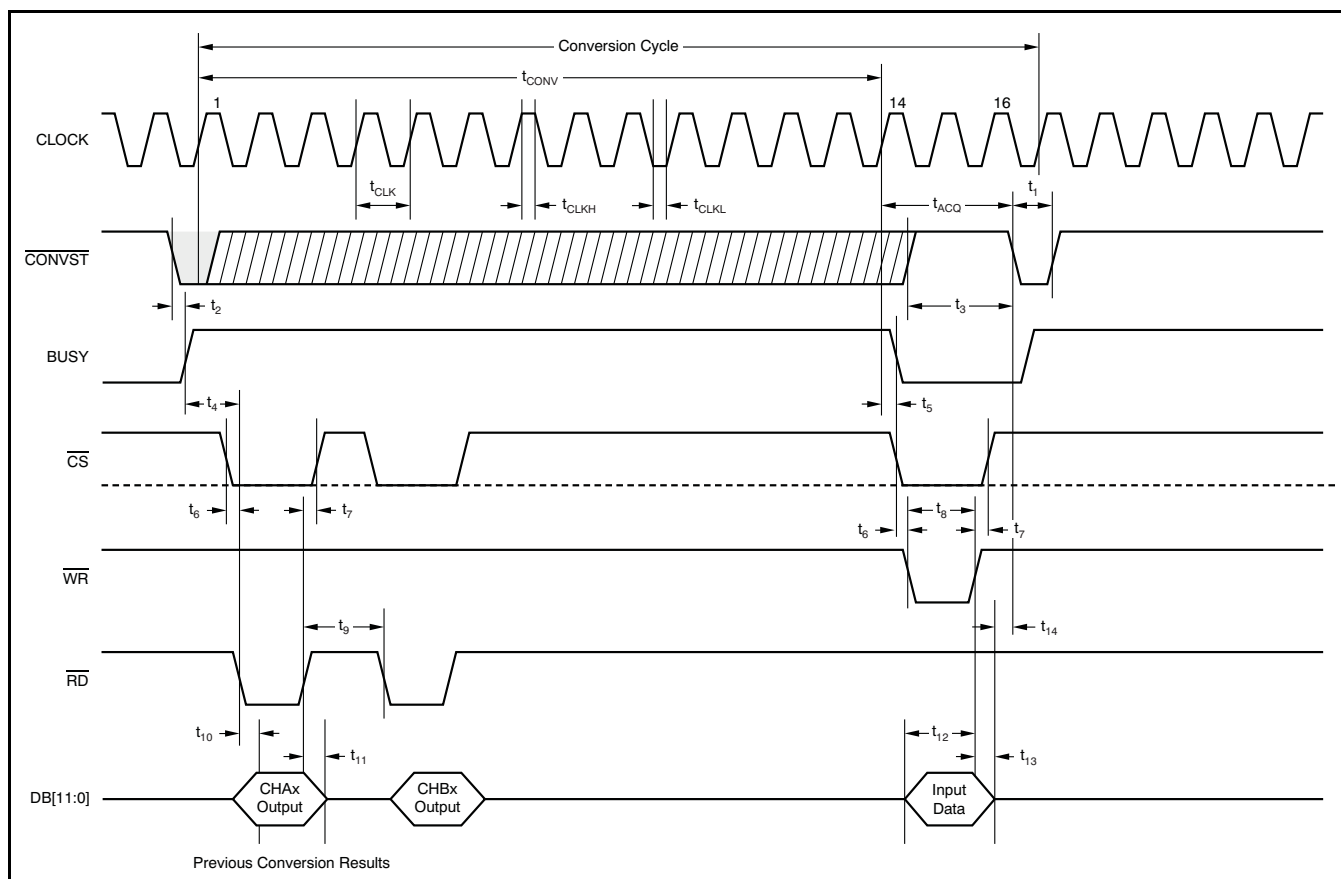 Conversion Cycle
tCONV
1
14
16
CLOCK
tCLK
tCLKH
tCLKL
tACQ
t1
CONVST
t2
t3
BUSY
t4
t5
CS
t6
t7
t8
t6
t7
WR
t9
t14
RD
t10
t11
t12
t13
DB[11:0]
CHAx
Output
CHBx
Output
Input
Data
Previous Conversion Results